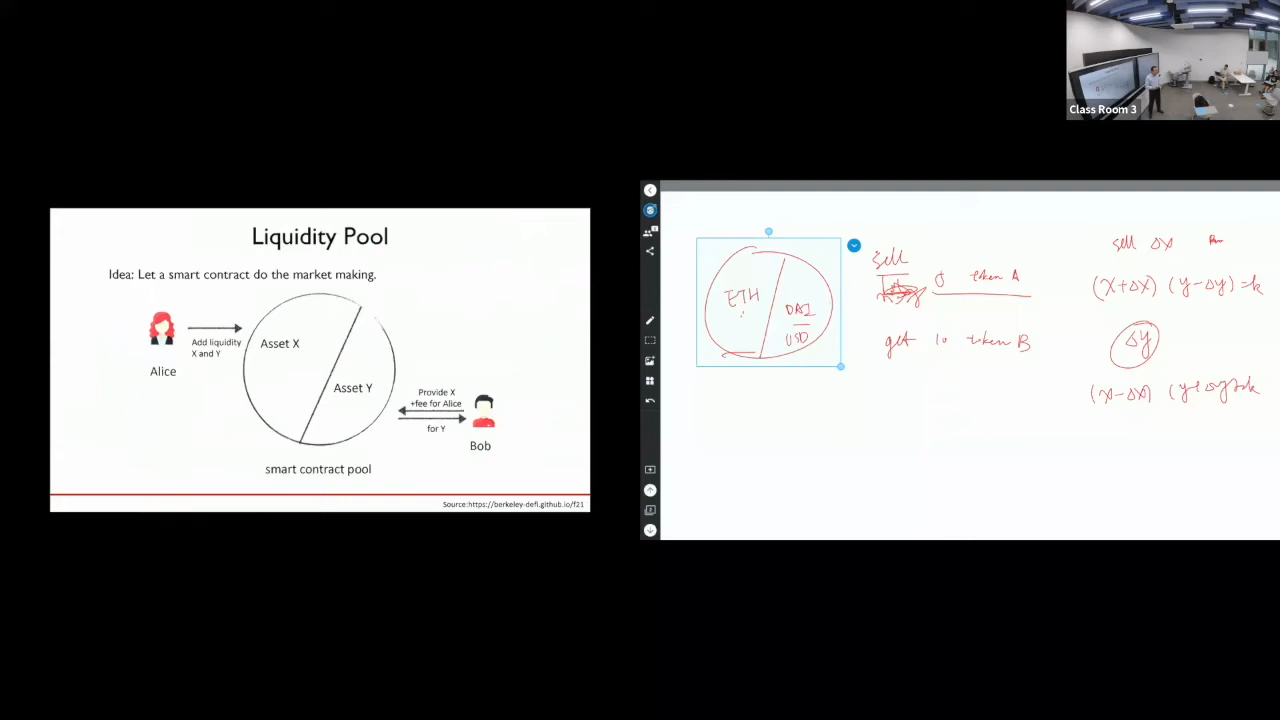 Class Room 3
Liquidity Pool
Idea: Let a smart contract do the market making.
Alice
Add liquidity
X and Y
Asset X
Asset Y
Provide X
+fee for Alice
for Y
Bob
smart contract pool
Source:https://berkeley-defi.github.io/f21
ETH
DAI
USD
sell
token A
get 10 token B
sell Δx
(x+Δx) (y-Δy)=k
Δy
(x-Δx) (y+Δy)=k